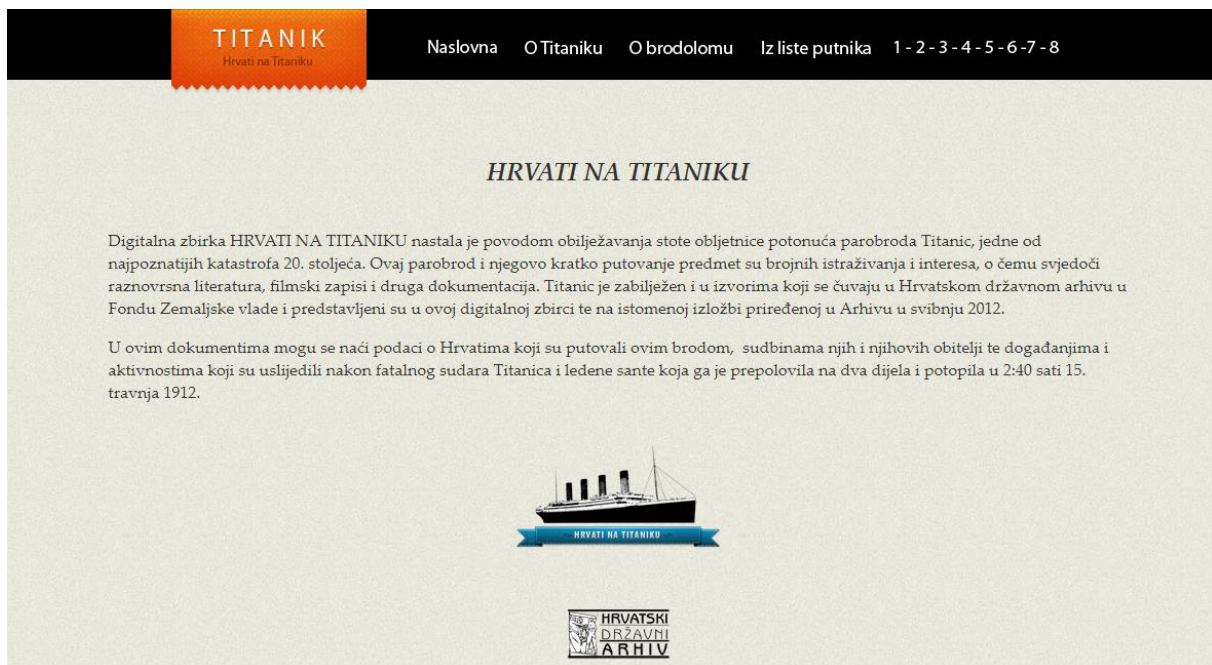 TITANIK
Hrvati na Titaniku
Naslovna O Titaniku O brodolomu Iz liste putnika 1 - 2 - 3 - 4 - 5 - 6 -7 - 8
HRVATI NA TITANIKU
Digitalna zbirka HRVATI NA TITANIKU nastala je povodom obilježavanja stote obljetnice potonuća parobroda Titanic, jedne od
najpoznatijih katastrofa 20. stoljeća. Ovaj parobrod i njegovo kratko putovanje predmet su brojnih istraživanja i interesa, o čemu svjedoči
raznovrsna literatura, filmski zapisi i druga dokumentacija. Titanic je zabilježen i u izvorima koji se čuvaju u Hrvatskom državnom arhivu u
Fondu Zemaljske vlade i predstavljeni su u ovoj digitalnoj zbirci te na istomenoj izložbi priređenoj u Arhivu u svibnju 2012.
U ovim dokumentima mogu se naći podaci o Hrvatima koji su putovali ovim brodom, sudbinama njih i njihovih obitelji te događanjima i
aktivnostima koji su uslijedili nakon fatalnog sudara Titanica i ledene sante koja ga je prepolovila na dva dijela i potopila u 2:40 sati 15.
travnja 1912.
HRVATI NA TITANIKU
HRVATSKI
DRŽAVNI
ARHIV